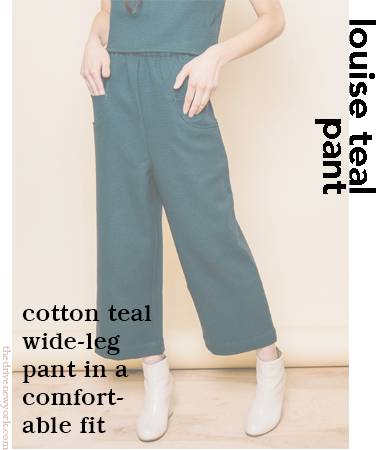 louise teal
pant
cotton teal
wide-leg
pant in a
comfort-
able fit
thedrivenewyork.com